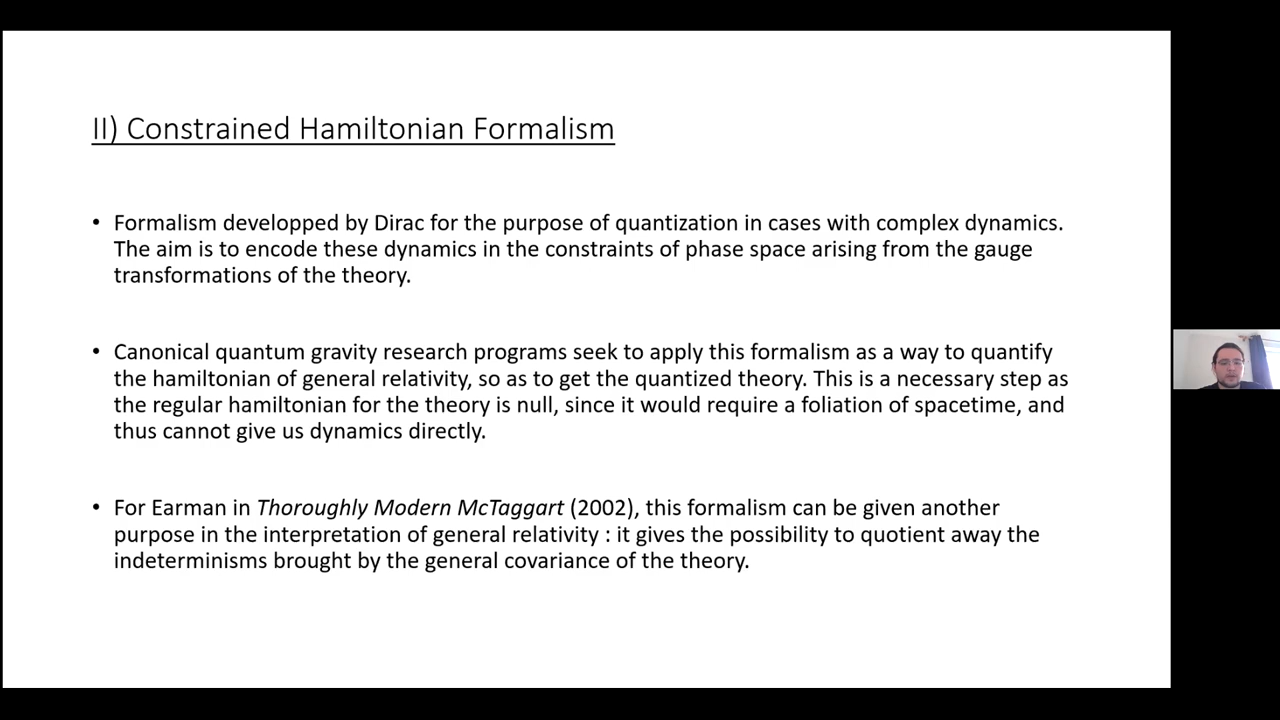 II) Constrained Hamiltonian Formalism
• Formalism developped by Dirac for the purpose of quantization in cases with complex dynamics.
The aim is to encode these dynamics in the constraints of phase space arising from the gauge
transformations of the theory.
• Canonical quantum gravity research programs seek to apply this formalism as a way to quantify
the hamiltonian of general relativity, so as to get the quantized theory. This is a necessary step as
the regular hamiltonian for the theory is null, since it would require a foliation of spacetime, and
thus cannot give us dynamics directly.
• For Earman in Thoroughly Modern McTaggart (2002), this formalism can be given another
purpose in the interpretation of general relativity : it gives the possibility to quotient away the
indeterminisms brought by the general covariance of the theory.